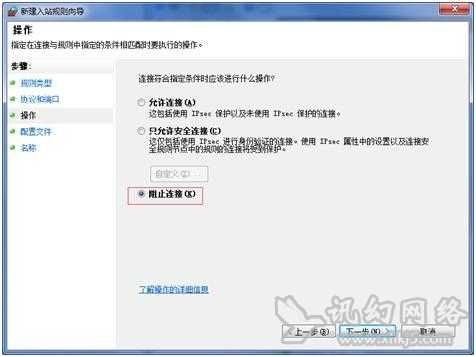 新建入站规则向导
操作
指定在连接与规则中指定的条件相匹配时要执行的操作。
步骤:
规则类型
协议和端口
操作
配置文件
名称
连接符合指定条件时应该进行什么操作?
允许连接(A)
这包括使用 IPsec 保护以及未使用 IPsec 保护的连接。
只允许安全连接(C)
这仅包括使用 IPsec 进行身份验证的连接。使用 IPsec 属性中的设置以及连接安
全规则节点中的规则的连接将受到保护。
自定义(Z)...
阻止连接(K)
了解操作的详细信息
<上一步(B)
下一步(N) >
取消
讯幻网络